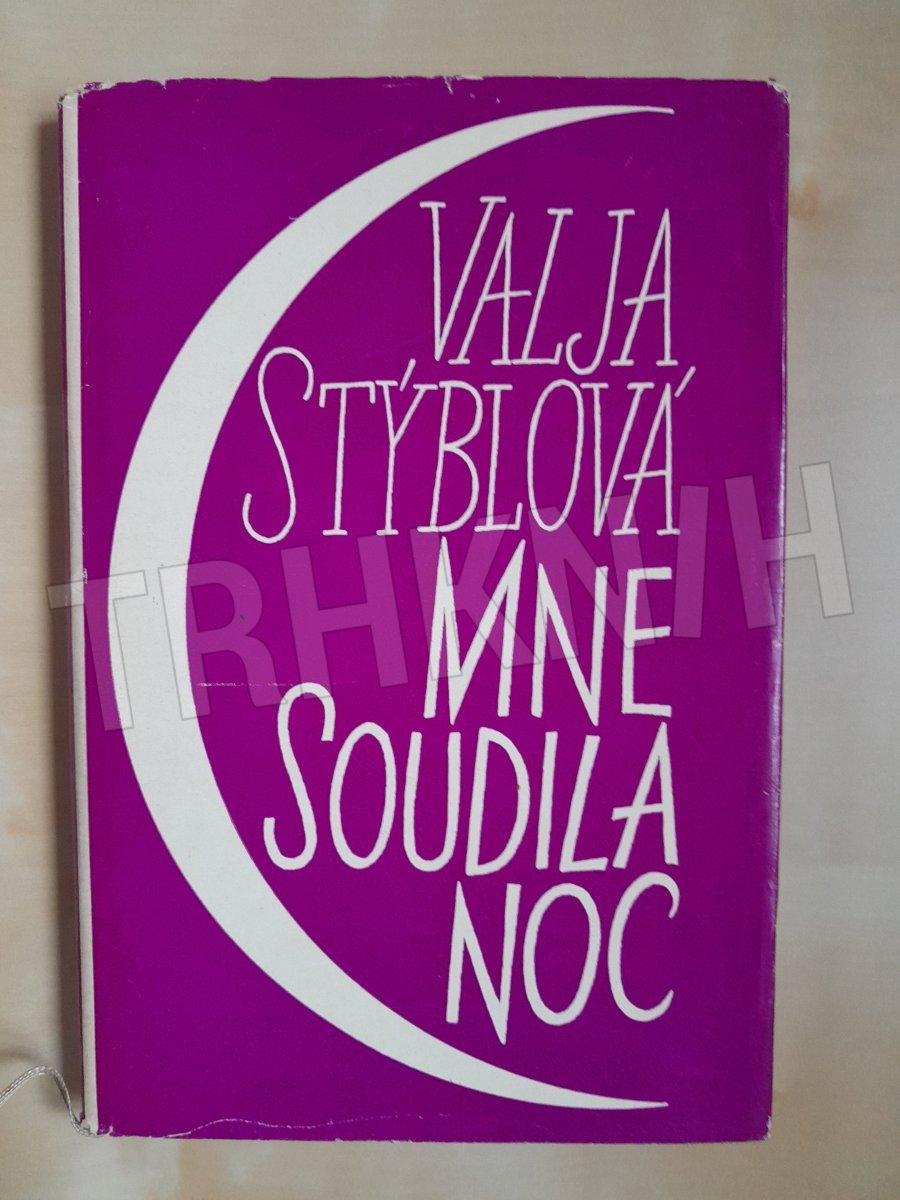 VALJA
STÝBLOVÁ
MNE
SOUDILA
NOC
TRHKNIH